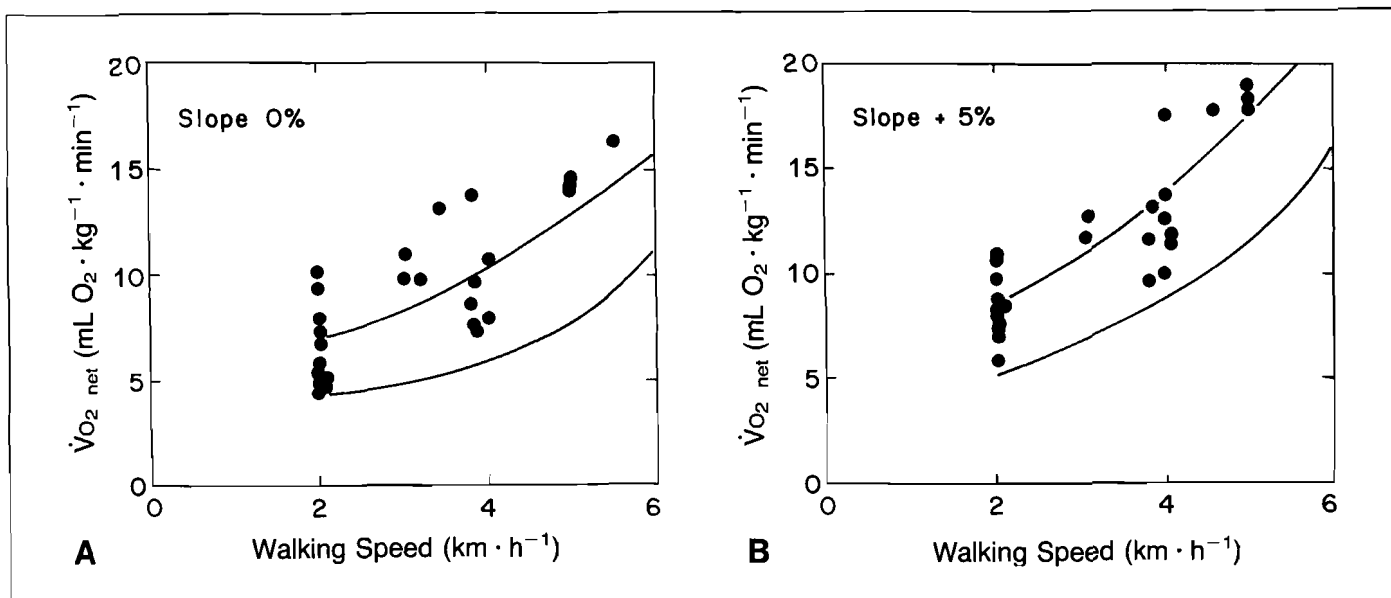 20
15
10
5
0
V̇O₂ net (mL O₂ · kg⁻¹ · min⁻¹)
Slope 0%
0 2 4 6
Walking Speed (km · h⁻¹)
A
20
15
10
5
0
V̇O₂ net (mL O₂ · kg⁻¹ · min⁻¹)
Slope + 5%
0 2 4 6
Walking Speed (km · h⁻¹)
B